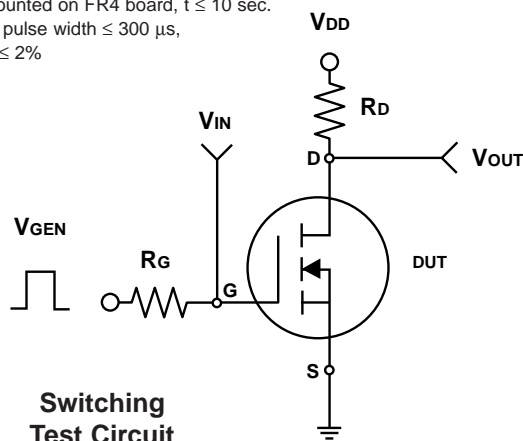 ounted on FR4 board, t ≤ 10 sec.
pulse width ≤ 300 µs,
≤ 2%
VDD
RD
VIN
D
VOUT
VGEN
RG
G
DUT
S
Switching
Test Circuit